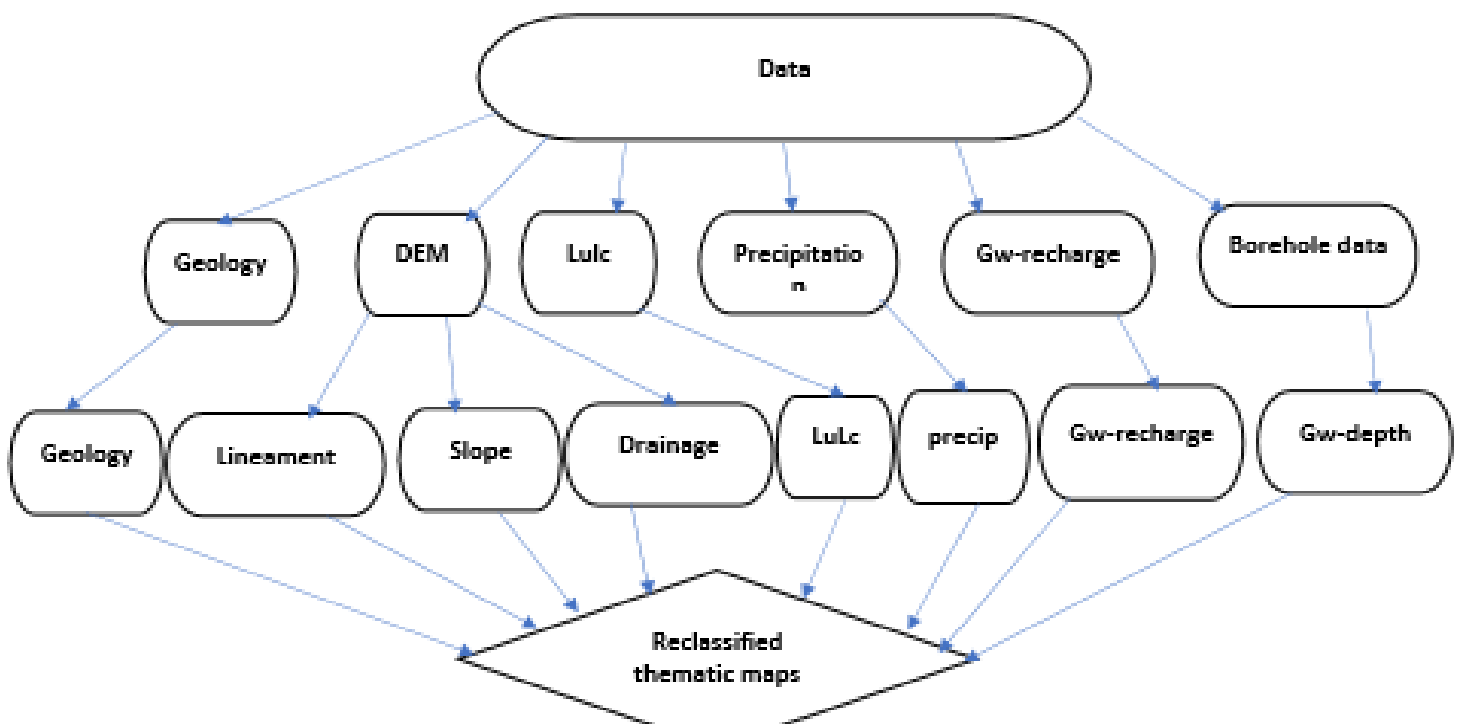 Data
Geology
DEM
Lulc
Precipitatio
n
Gw-recharge
Borehole data
Geology
Lineament
Slope
Drainage
LuLc
precip
Gw-recharge
Gw-depth
Reclassified
thematic maps